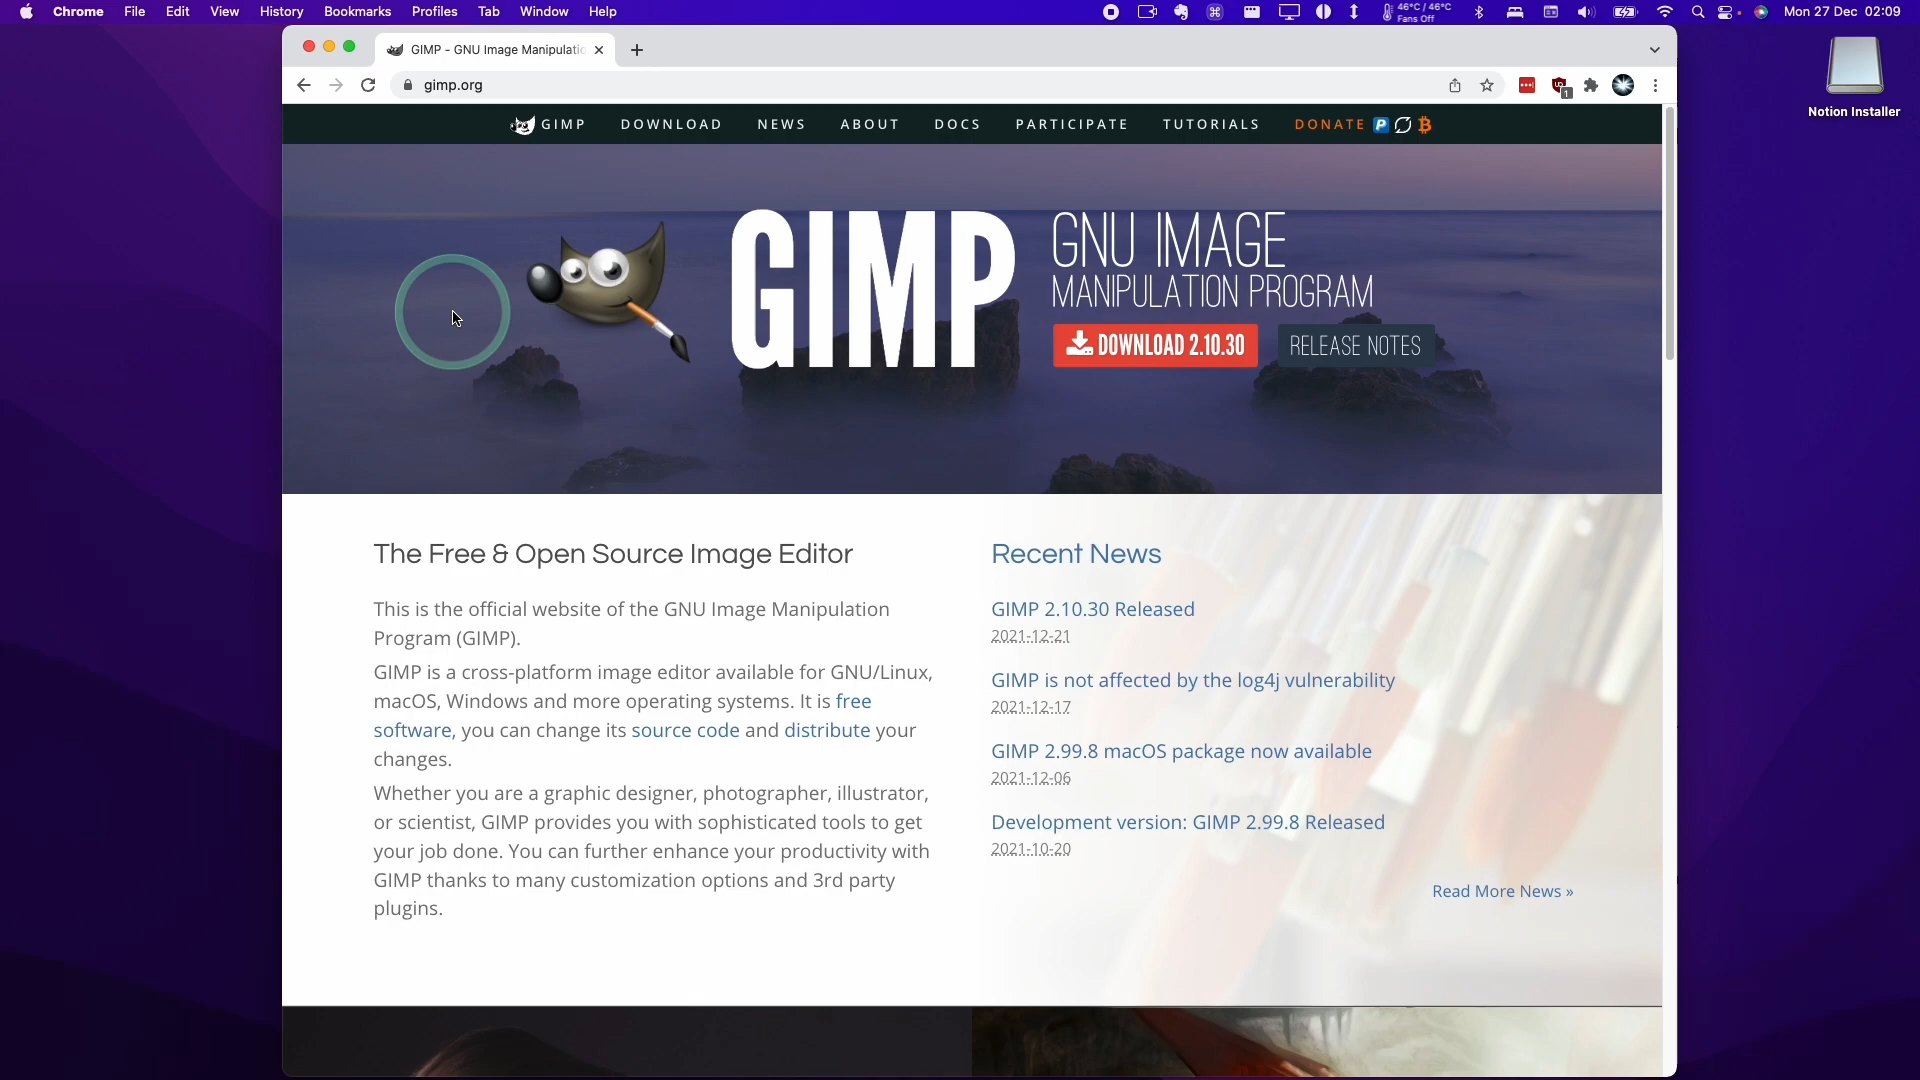 Chrome File Edit View History Bookmarks Profiles Tab Window Help
46°C / 46°C
Fans Off
Mon 27 Dec 02:09
GIMP - GNU Image Manipulatio
gimp.org
1
Notion Installer
GIMP DOWNLOAD NEWS ABOUT DOCS PARTICIPATE TUTORIALS DONATE
GIMP
GNU IMAGE
MANIPULATION PROGRAM
DOWNLOAD 2.10.30
RELEASE NOTES
The Free & Open Source Image Editor
This is the official website of the GNU Image Manipulation
Program (GIMP).
GIMP is a cross-platform image editor available for GNU/Linux,
macOS, Windows and more operating systems. It is free
software, you can change its source code and distribute your
changes.
Whether you are a graphic designer, photographer, illustrator,
or scientist, GIMP provides you with sophisticated tools to get
your job done. You can further enhance your productivity with
GIMP thanks to many customization options and 3rd party
plugins.
Recent News
GIMP 2.10.30 Released
2021-12-21
GIMP is not affected by the log4j vulnerability
2021-12-17
GIMP 2.99.8 macOS package now available
2021-12-06
Development version: GIMP 2.99.8 Released
2021-10-20
Read More News »